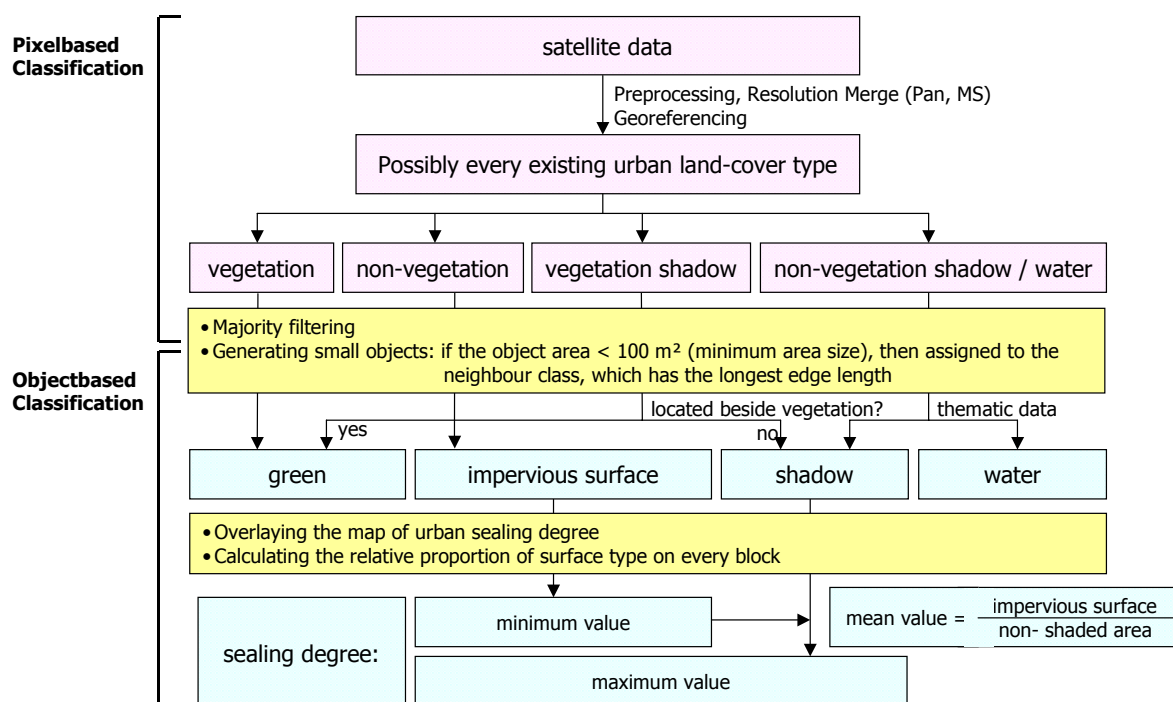 Pixelbased
Classification
satellite data
Preprocessing, Resolution Merge (Pan, MS)
Georeferencing
Possibly every existing urban land-cover type
vegetation
non-vegetation
vegetation shadow
non-vegetation shadow / water
• Majority filtering
• Generating small objects: if the object area < 100 m² (minimum area size), then assigned to the
neighbour class, which has the longest edge length
Objectbased
Classification
located beside vegetation?
thematic data
yes
no
green
impervious surface
shadow
water
• Overlaying the map of urban sealing degree
• Calculating the relative proportion of surface type on every block
sealing degree:
minimum value
mean value = impervious surface
non- shaded area
maximum value